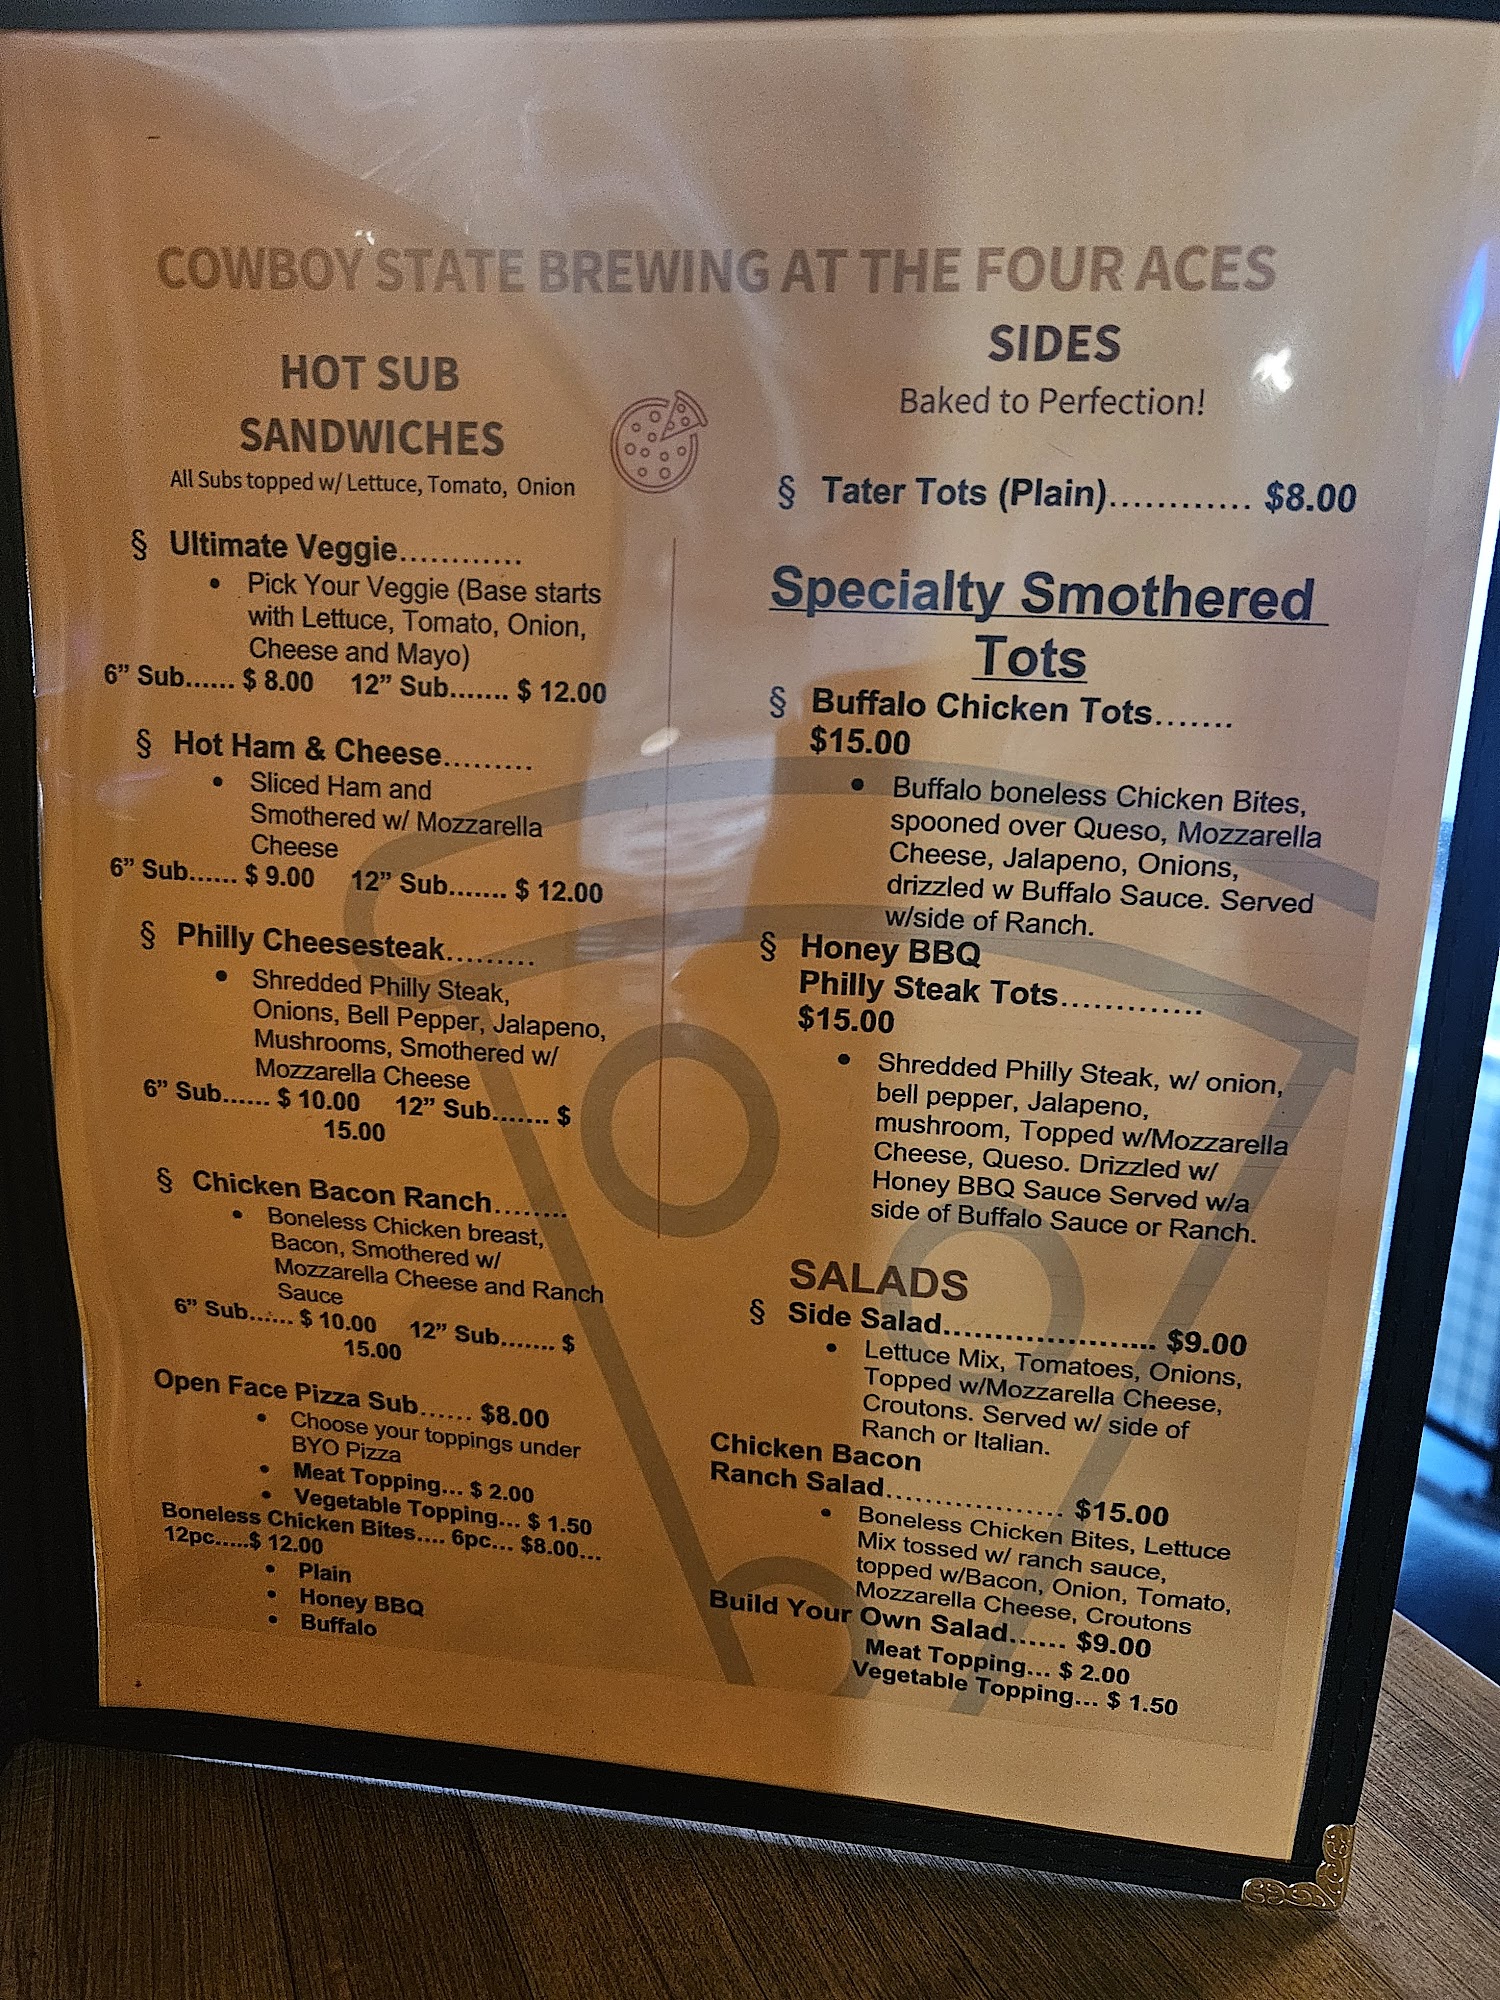 COWBOY STATE BREWING AT THE FOUR ACES
HOT SUB
SANDWICHES
All Subs topped w/ Lettuce, Tomato, Onion
§ Ultimate Veggie............
• Pick Your Veggie (Base starts
with Lettuce, Tomato, Onion,
Cheese and Mayo)
6” Sub...... $ 8.00 12” Sub....... $ 12.00
§ Hot Ham & Cheese.........
• Sliced Ham and
Smothered w/ Mozzarella
Cheese
6” Sub...... $ 9.00 12” Sub....... $ 12.00
§ Philly Cheesesteak.........
• Shredded Philly Steak,
Onions, Bell Pepper, Jalapeno,
Mushrooms, Smothered w/
Mozzarella Cheese
6” Sub...... $ 10.00 12” Sub....... $
15.00
§ Chicken Bacon Ranch........
• Boneless Chicken breast,
Bacon, Smothered w/
Mozzarella Cheese and Ranch
Sauce
6” Sub...... $ 10.00 12” Sub....... $
15.00
Open Face Pizza Sub...... $8.00
• Choose your toppings under
BYO Pizza
• Meat Topping... $ 2.00
• Vegetable Topping... $ 1.50
Boneless Chicken Bites.... 6pc... $8.00...
12pc.....$ 12.00
• Plain
• Honey BBQ
• Buffalo
SIDES
Baked to Perfection!
§ Tater Tots (Plain)............ $8.00
Specialty Smothered
Tots
§ Buffalo Chicken Tots.......
$15.00
• Buffalo boneless Chicken Bites,
spooned over Queso, Mozzarella
Cheese, Jalapeno, Onions,
drizzled w Buffalo Sauce. Served
w/side of Ranch.
§ Honey BBQ
Philly Steak Tots.............
$15.00
• Shredded Philly Steak, w/ onion,
bell pepper, Jalapeno,
mushroom, Topped w/Mozzarella
Cheese, Queso. Drizzled w/
Honey BBQ Sauce Served w/a
side of Buffalo Sauce or Ranch.
SALADS
§ Side Salad...................... $9.00
• Lettuce Mix, Tomatoes, Onions,
Topped w/Mozzarella Cheese,
Croutons. Served w/ side of
Ranch or Italian.
Chicken Bacon
Ranch Salad.................. $15.00
• Boneless Chicken Bites, Lettuce
Mix tossed w/ ranch sauce,
topped w/Bacon, Onion, Tomato,
Mozzarella Cheese, Croutons
Build Your Own Salad...... $9.00
Meat Topping... $ 2.00
Vegetable Topping... $ 1.50